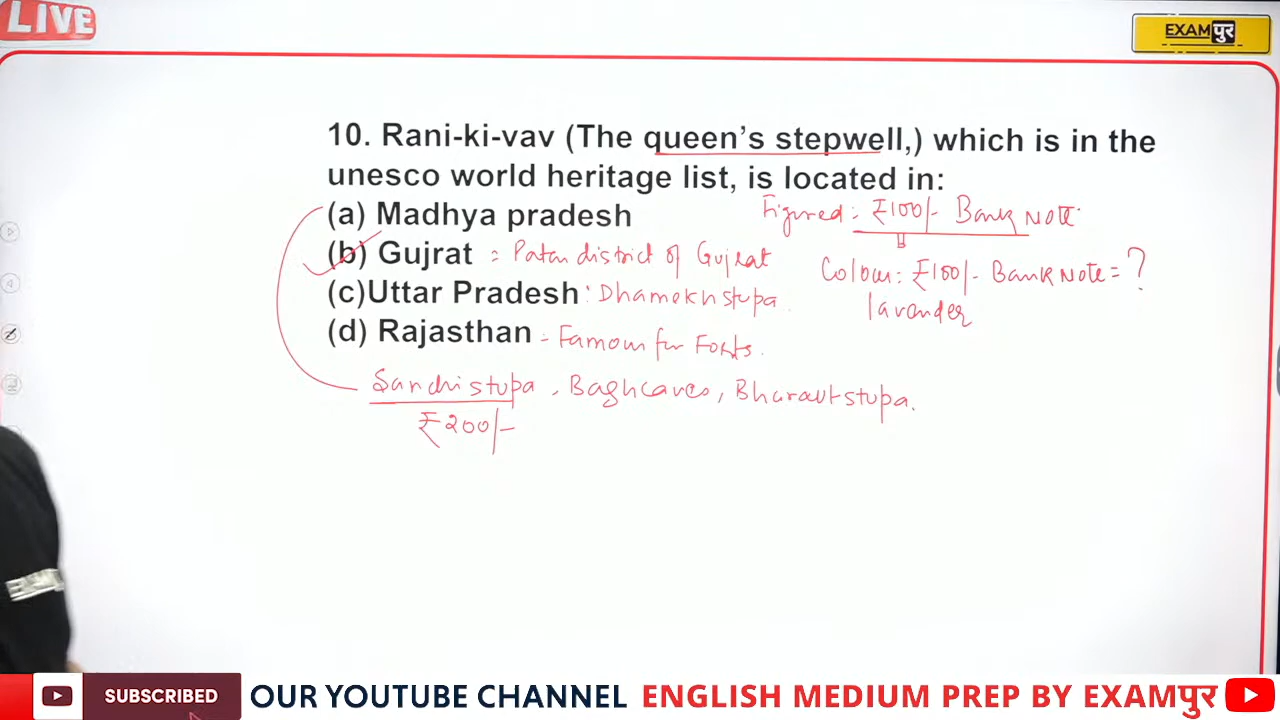 LIVE
EXAMपुर
10. Rani-ki-vav (The queen's stepwell,) which is in the
unesco world heritage list, is located in:
(a) Madhya pradesh
Figured: ₹100/- Bank note
(b) Gujrat = Patan district of Gujrat
Colour: ₹100/- Bank Note = ?
lavender
(c)Uttar Pradesh : Dhamekh stupa
(d) Rajasthan = Famous for Forts.
Sanchi stupa, Bagh caves, Bharaut stupa.
₹200/-
SUBSCRIBED
OUR YOUTUBE CHANNEL ENGLISH MEDIUM PREP BY EXAMपुर